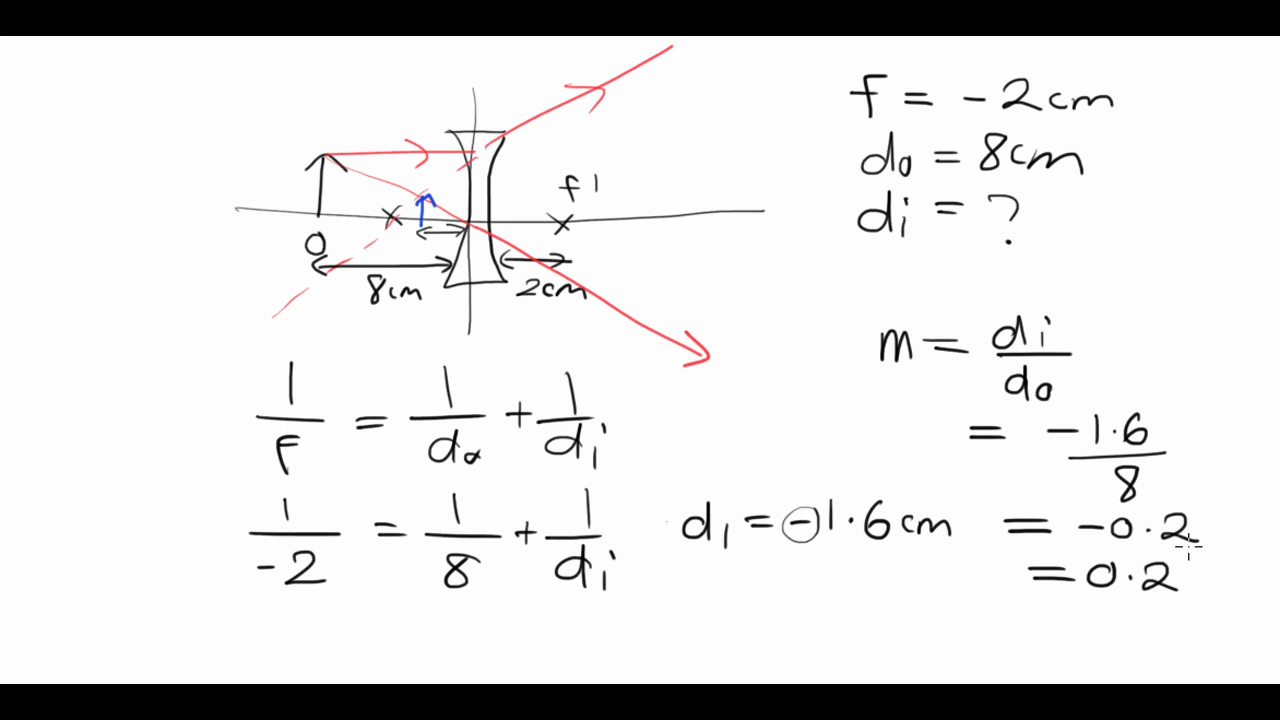 f = -2cm
do = 8cm
di = ?
f'
O
8cm
2cm
m = di/do
= -1.6/8
= -0.2
= 0.2
1/f = 1/do + 1/di
1/-2 = 1/8 + 1/di
di = -1.6cm